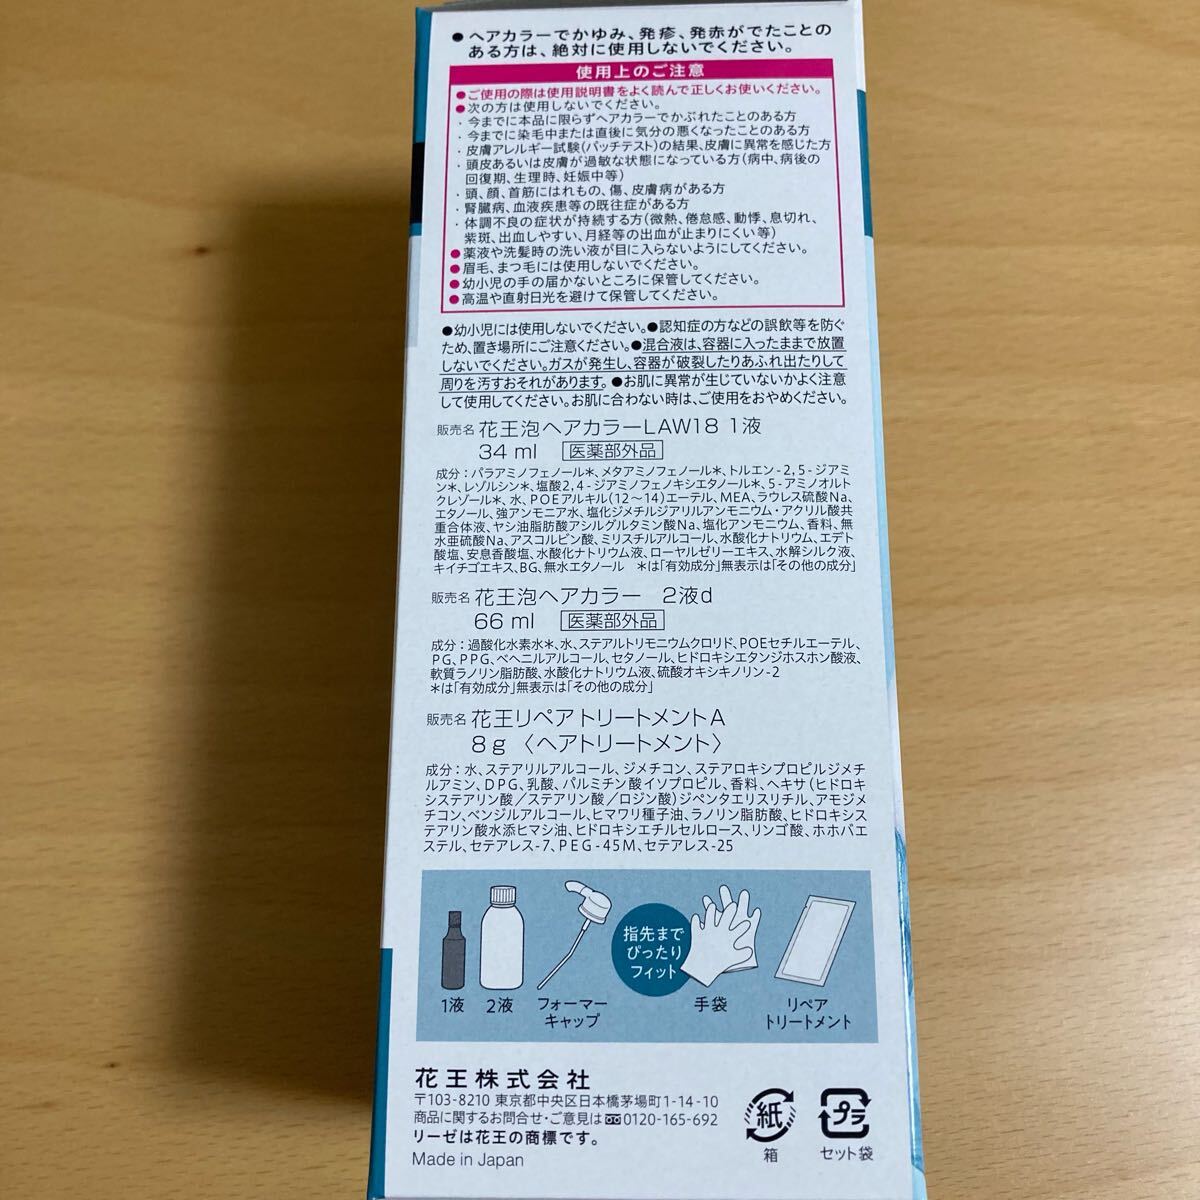 ●ヘアカラーでかゆみ、発疹、発赤がでたことの
ある方は、絶対に使用しないでください。
使用上のご注意
●ご使用の際は使用説明書をよく読んで正しくお使いください。
●次の方は使用しないでください。
・今までに本品に限らずヘアカラーでかぶれたことのある方
・今までに染毛中または直後に気分の悪くなったことのある方
・皮膚アレルギー試験(パッチテスト)の結果、皮膚に異常を感じた方
・頭皮あるいは皮膚が過敏な状態になっている方(病中、病後の
回復期、生理時、妊娠中等)
・頭、顔、首筋にはれもの、傷、皮膚病がある方
・腎臓病、血液疾患等の既往症がある方
・体調不良の症状が持続する方(微熱、倦怠感、動悸、息切れ、
紫斑、出血しやすい、月経等の出血が止まりにくい等)
●薬液や洗髪時の洗い液が目に入らないようにしてください。
●眉毛、まつ毛には使用しないでください。
●幼小児の手の届かないところに保管してください。
●高温や直射日光を避けて保管してください。
●幼小児には使用しないでください。●認知症の方などの誤飲等を防ぐ
ため、置き場所にご注意ください。●混合液は、容器に入ったままで放置
しないでください。ガスが発生し、容器が破裂したりあふれ出たりして
周りを汚すおそれがあります。●お肌に異常が生じていないかよく注意
して使用してください。お肌に合わない時は、ご使用をおやめください。
販売名 花王泡ヘアカラーLAW18 1液
34 ml 医薬部外品
成分：パラアミノフェノール＊、メタアミノフェノール＊、トルエン-2,5-ジアミ
ン＊、レゾルシン＊、塩酸2,4-ジアミノフェノキシエタノール＊、5-アミノオルト
クレゾール＊、水、POEアルキル(12〜14)エーテル、MEA、ラウレス硫酸Na、
エタノール、強アンモニア水、塩化ジメチルジアリルアンモニウム・アクリル酸共
重合体液、ヤシ油脂肪酸アシルグルタミン酸Na、塩化アンモニウム、香料、無
水亜硫酸Na、アスコルビン酸、ミリスチルアルコール、水酸化ナトリウム、エデト
酸塩、安息香酸塩、水酸化ナトリウム液、ローヤルゼリーエキス、水解シルク液、
キイチゴエキス、BG、無水エタノール ＊は「有効成分」無表示は「その他の成分」
販売名 花王泡ヘアカラー 2液d
66 ml 医薬部外品
成分：過酸化水素水＊、水、ステアルトリモニウムクロリド、POEセチルエーテル、
PG、PPG、ベヘニルアルコール、セタノール、ヒドロキシエタンジホスホン酸液、
軟質ラノリン脂肪酸、水酸化ナトリウム液、硫酸オキシキノリン-2
＊は「有効成分」無表示は「その他の成分」
販売名 花王リペアトリートメントA
8g 〈ヘアトリートメント〉
成分：水、ステアリルアルコール、ジメチコン、ステアロキシプロピルジメチ
ルアミン、DPG、乳酸、パルミチン酸イソプロピル、香料、ヘキサ(ヒドロキ
システアリン酸／ステアリン酸／ロジン酸)ジペンタエリスリチル、アモジメ
チコン、ベンジルアルコール、ヒマワリ種子油、ラノリン脂肪酸、ヒドロキシス
テアリン酸水添ヒマシ油、ヒドロキシエチルセルロース、リンゴ酸、ホホバエ
ステル、セテアレス-7、PEG-45M、セテアレス-25
指先まで
ぴったり
フィット
1液 2液 フォーマー
キャップ
手袋
リペア
トリートメント
花王株式会社
〒103-8210 東京都中央区日本橋茅場町1-14-10
商品に関するお問合せ・ご意見は 0120-165-692
リーゼは花王の商標です。
Made in Japan
紙
箱
プラ
セット袋